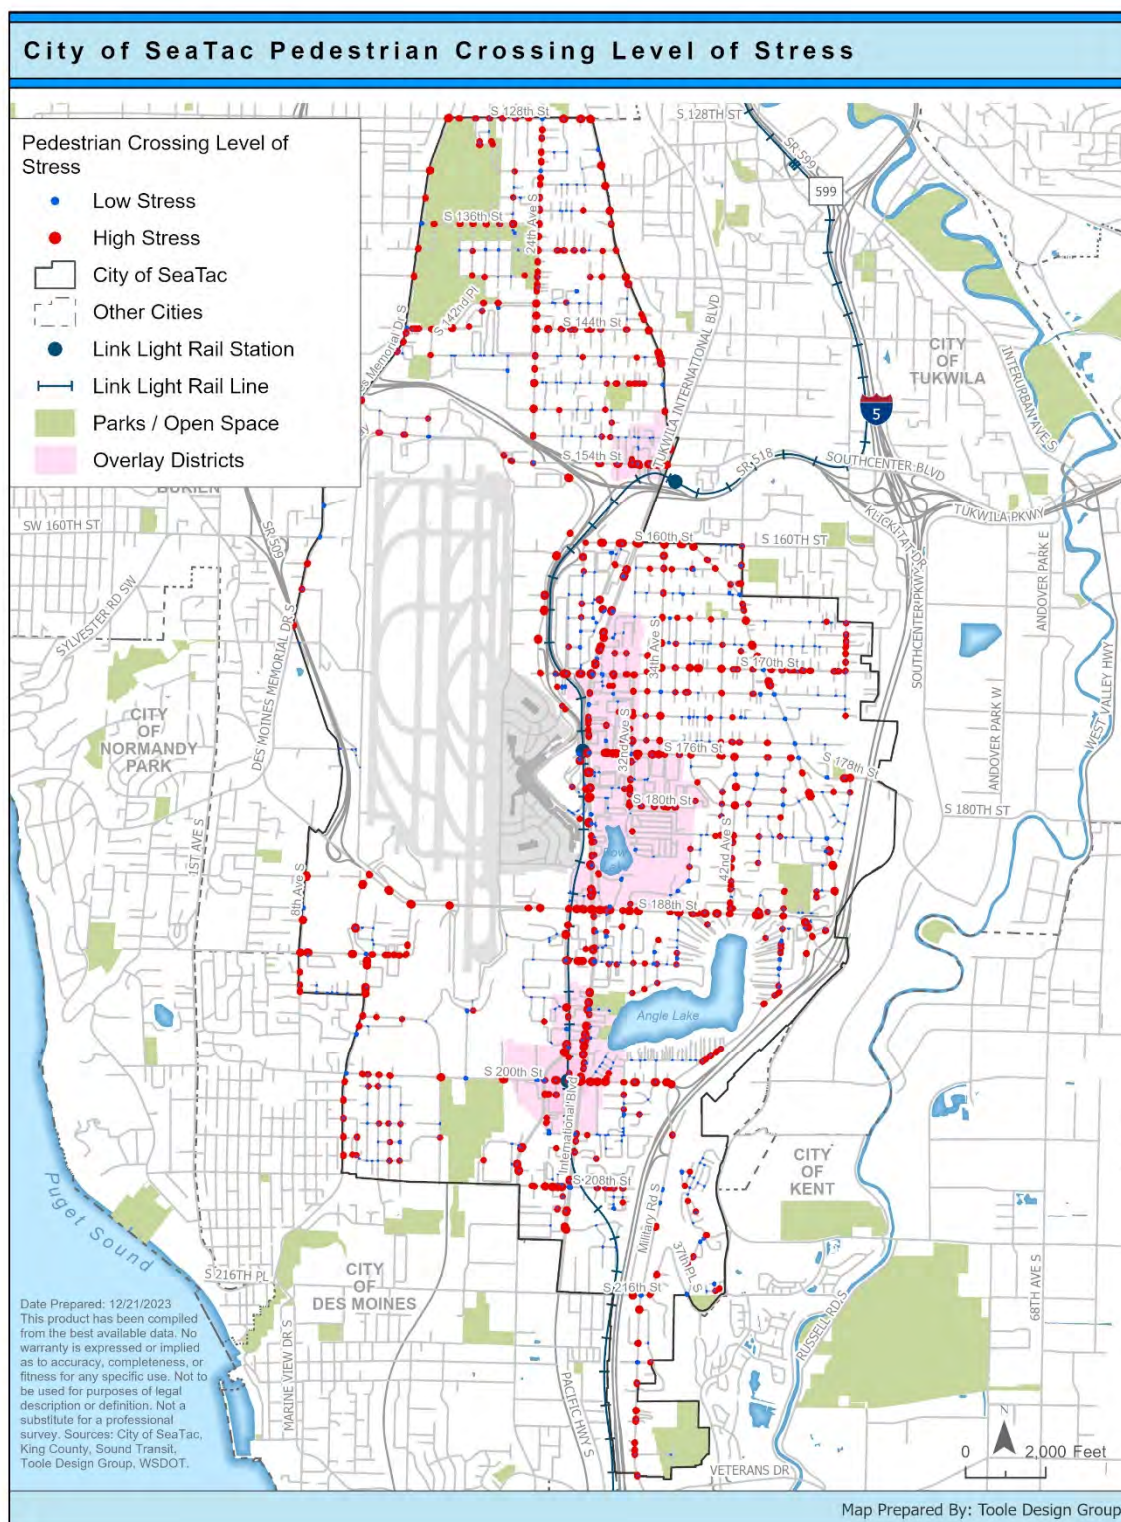 City of SeaTac Pedestrian Crossing Level of Stress
Pedestrian Crossing Level of
Stress
Low Stress
High Stress
City of SeaTac
Other Cities
Link Light Rail Station
Link Light Rail Line
Parks / Open Space
Overlay Districts
S 128th St
S 128TH ST
SR 599
599
S 136th St
24th Ave S
S 142nd Pl
S 144th St
TUKWILA INTERNATIONAL BLVD
CITY
OF
TUKWILA
INTERURBAN AVE S
5
S 154th St
SR 518
SOUTHCENTER BLVD
KLICKITAT DR
TUKWILA PKWY
BURIEN
SW 160TH ST
SR 509
S 160th St
S 160TH ST
SOUTHCENTER PKWY
ANDOVER PARK E
SYLVESTER RD SW
DES MOINES MEMORIAL DR S
34th Ave S
S 170th St
WEST VALLEY HWY
CITY
OF
NORMANDY
PARK
32nd Ave S
S 176th St
S 178th St
ANDOVER PARK W
S 180th St
S 180TH ST
1ST AVE S
42nd Ave S
8th Ave S
S 188th St
Angle Lake
S 200th St
International Blvd
CITY
OF
KENT
S 208th St
Military Rd S
37th PL S
Puget Sound
S 216TH PL
CITY
OF
DES MOINES
S 216th St
68TH AVE S
RUSSELL RD S
MARINE VIEW DR S
PACIFIC HWY S
VETERANS DR
Date Prepared: 12/21/2023
This product has been compiled
from the best available data. No
warranty is expressed or implied
as to accuracy, completeness, or
fitness for any specific use. Not to
be used for purposes of legal
description or definition. Not a
substitute for a professional
survey. Sources: City of SeaTac,
King County, Sound Transit,
Toole Design Group, WSDOT.
0 2,000 Feet
Map Prepared By: Toole Design Group